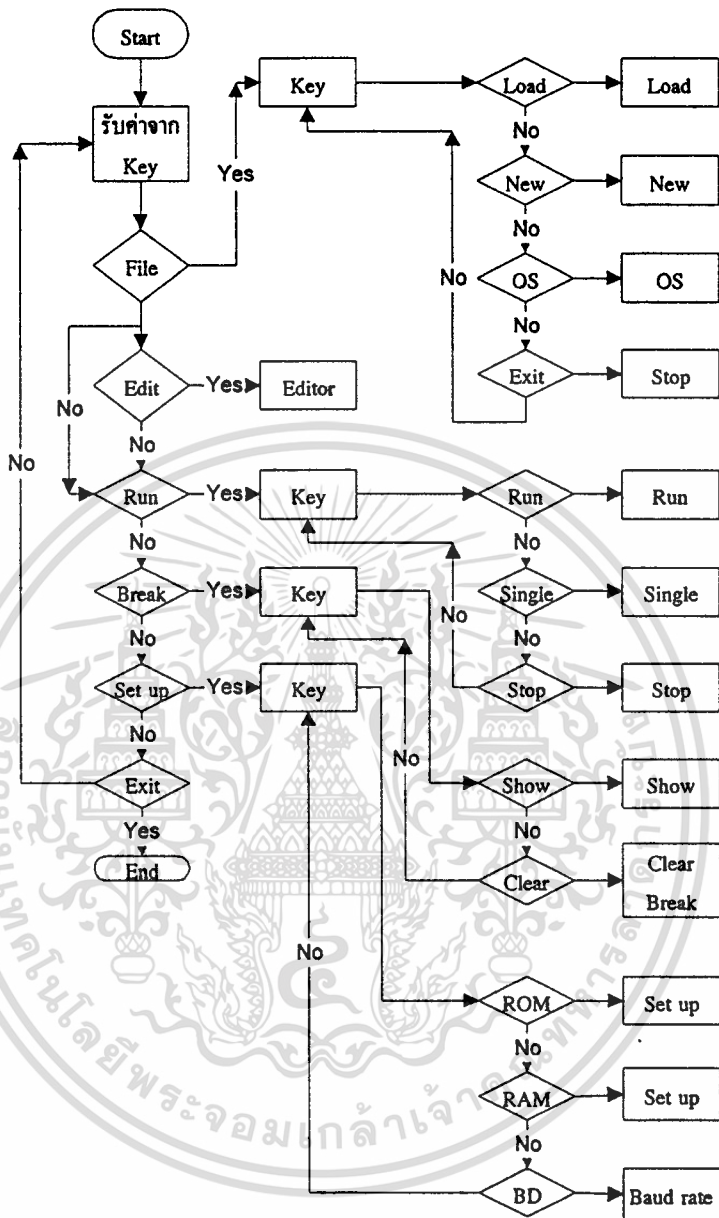 Start
Key
Load
Load
รับค่าจาก
Key
Yes
No
New
New
File
No
OS
OS
No
No
Edit
Yes
Editor
Exit
Stop
No
No
No
Run
Yes
Key
Run
Run
No
No
Break
Yes
Key
Single
Single
No
No
No
Set up
Yes
Key
Stop
Stop
No
No
Exit
Show
Show
Yes
No
End
Clear
Clear
Break
No
ROM
Set up
No
RAM
Set up
No
BD
Baud rate